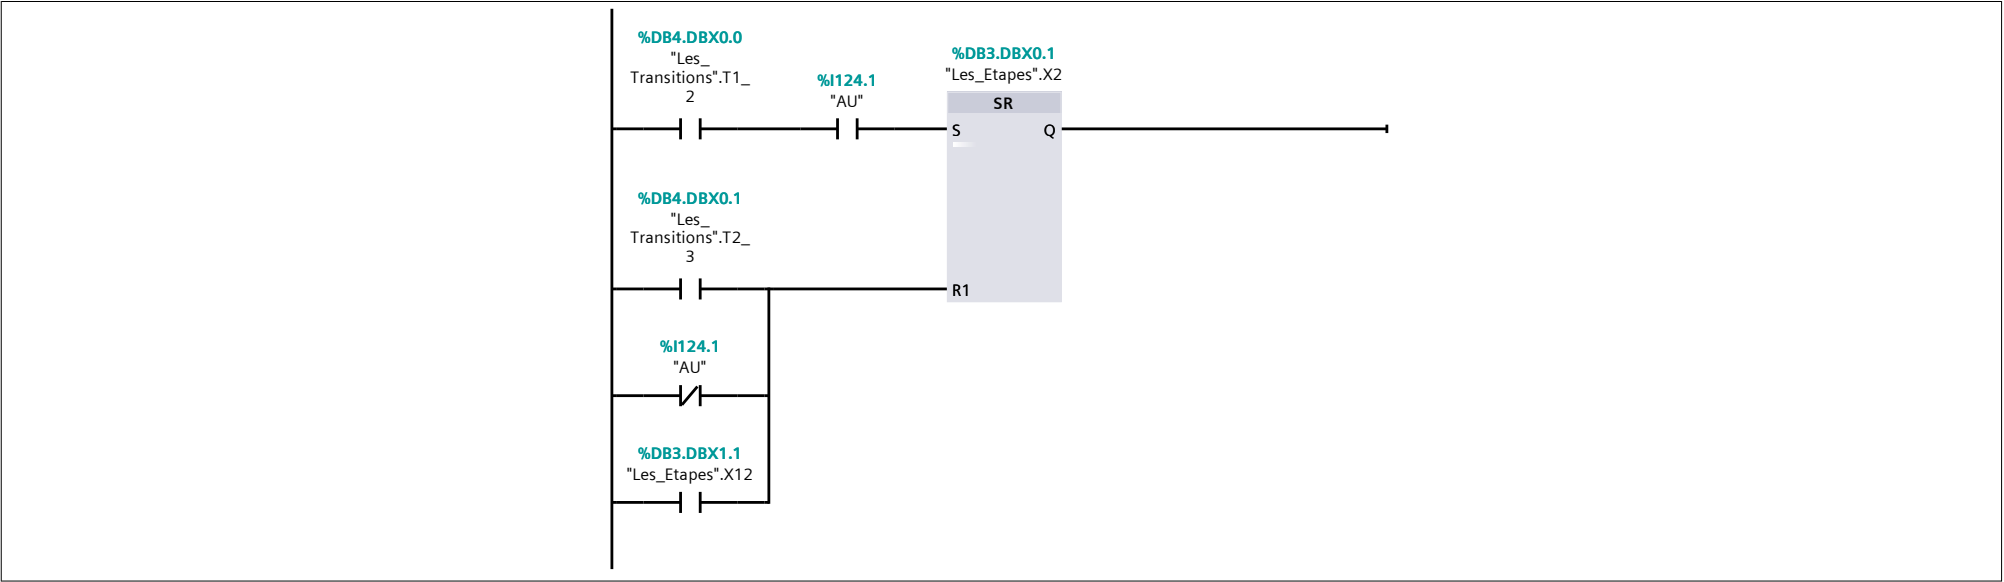 %DB4.DBX0.0
"Les_
Transitions".T1_
2
%I124.1
"AU"
%DB3.DBX0.1
"Les_Etapes".X2
SR
S
Q
%DB4.DBX0.1
"Les_
Transitions".T2_
3
R1
%I124.1
"AU"
%DB3.DBX1.1
"Les_Etapes".X12